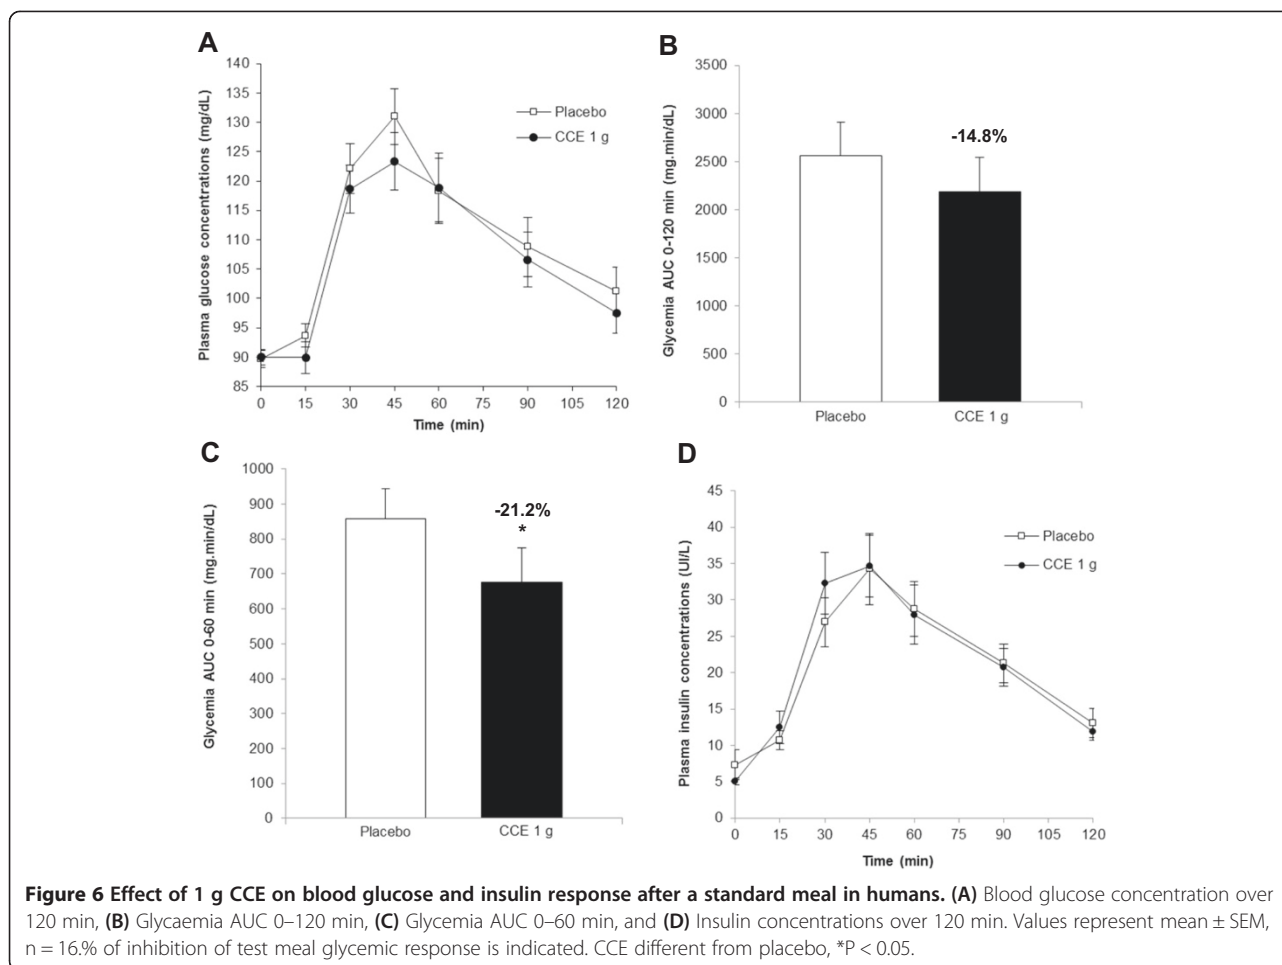 A
Plasma glucose concentrations (mg/dL)
140
135
130
125
120
115
110
105
100
95
90
85
0 15 30 45 60 75 90 105 120
Time (min)
Placebo
CCE 1 g
B
Glycemia AUC 0-120 min (mg.min/dL)
3500
3000
2500
2000
1500
1000
500
0
-14.8%
Placebo CCE 1 g
C
Glycemia AUC 0-60 min (mg.min/dL)
1000
900
800
700
600
500
400
300
200
100
0
-21.2%
*
Placebo CCE 1 g
D
Plasma insulin concentrations (UI/L)
45
40
35
30
25
20
15
10
5
0
0 15 30 45 60 75 90 105 120
Time (min)
Placebo
CCE 1 g
Figure 6 Effect of 1 g CCE on blood glucose and insulin response after a standard meal in humans. (A) Blood glucose concentration over
120 min, (B) Glycaemia AUC 0–120 min, (C) Glycemia AUC 0–60 min, and (D) Insulin concentrations over 120 min. Values represent mean ± SEM,
n = 16.% of inhibition of test meal glycemic response is indicated. CCE different from placebo, *P < 0.05.